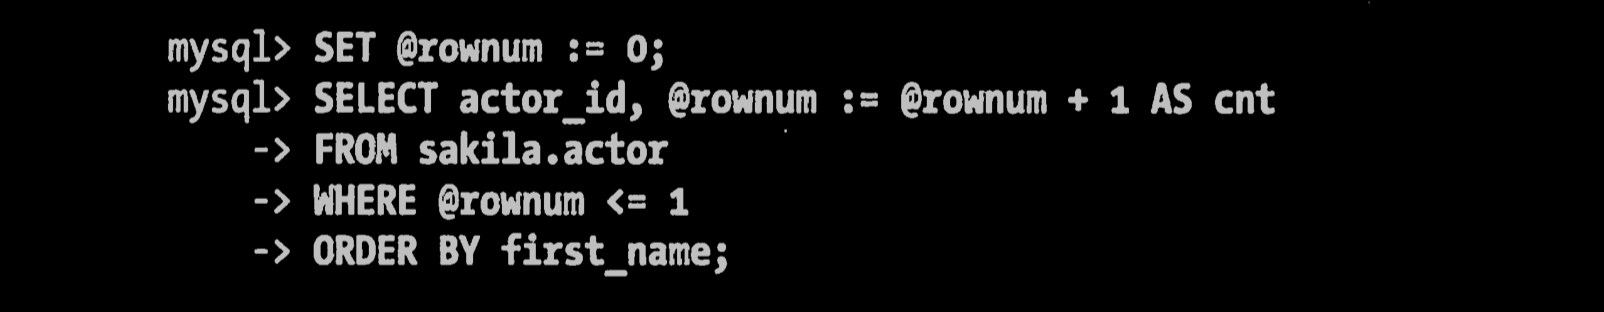 mysql> SET @rownum := 0;
mysql> SELECT actor_id, @rownum := @rownum + 1 AS cnt
-> FROM sakila.actor
-> WHERE @rownum <= 1
-> ORDER BY first_name;